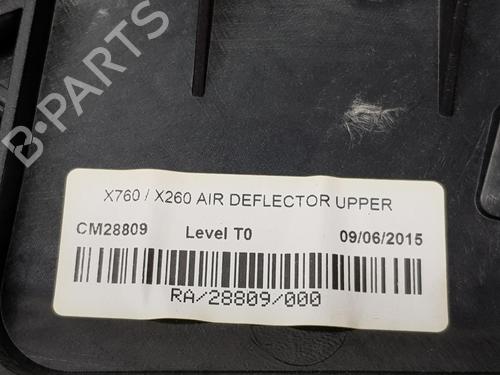 B-PARTS
X760 / X260 AIR DEFLECTOR UPPER
CM28809 Level T0 09/06/2015
RA/28809/000